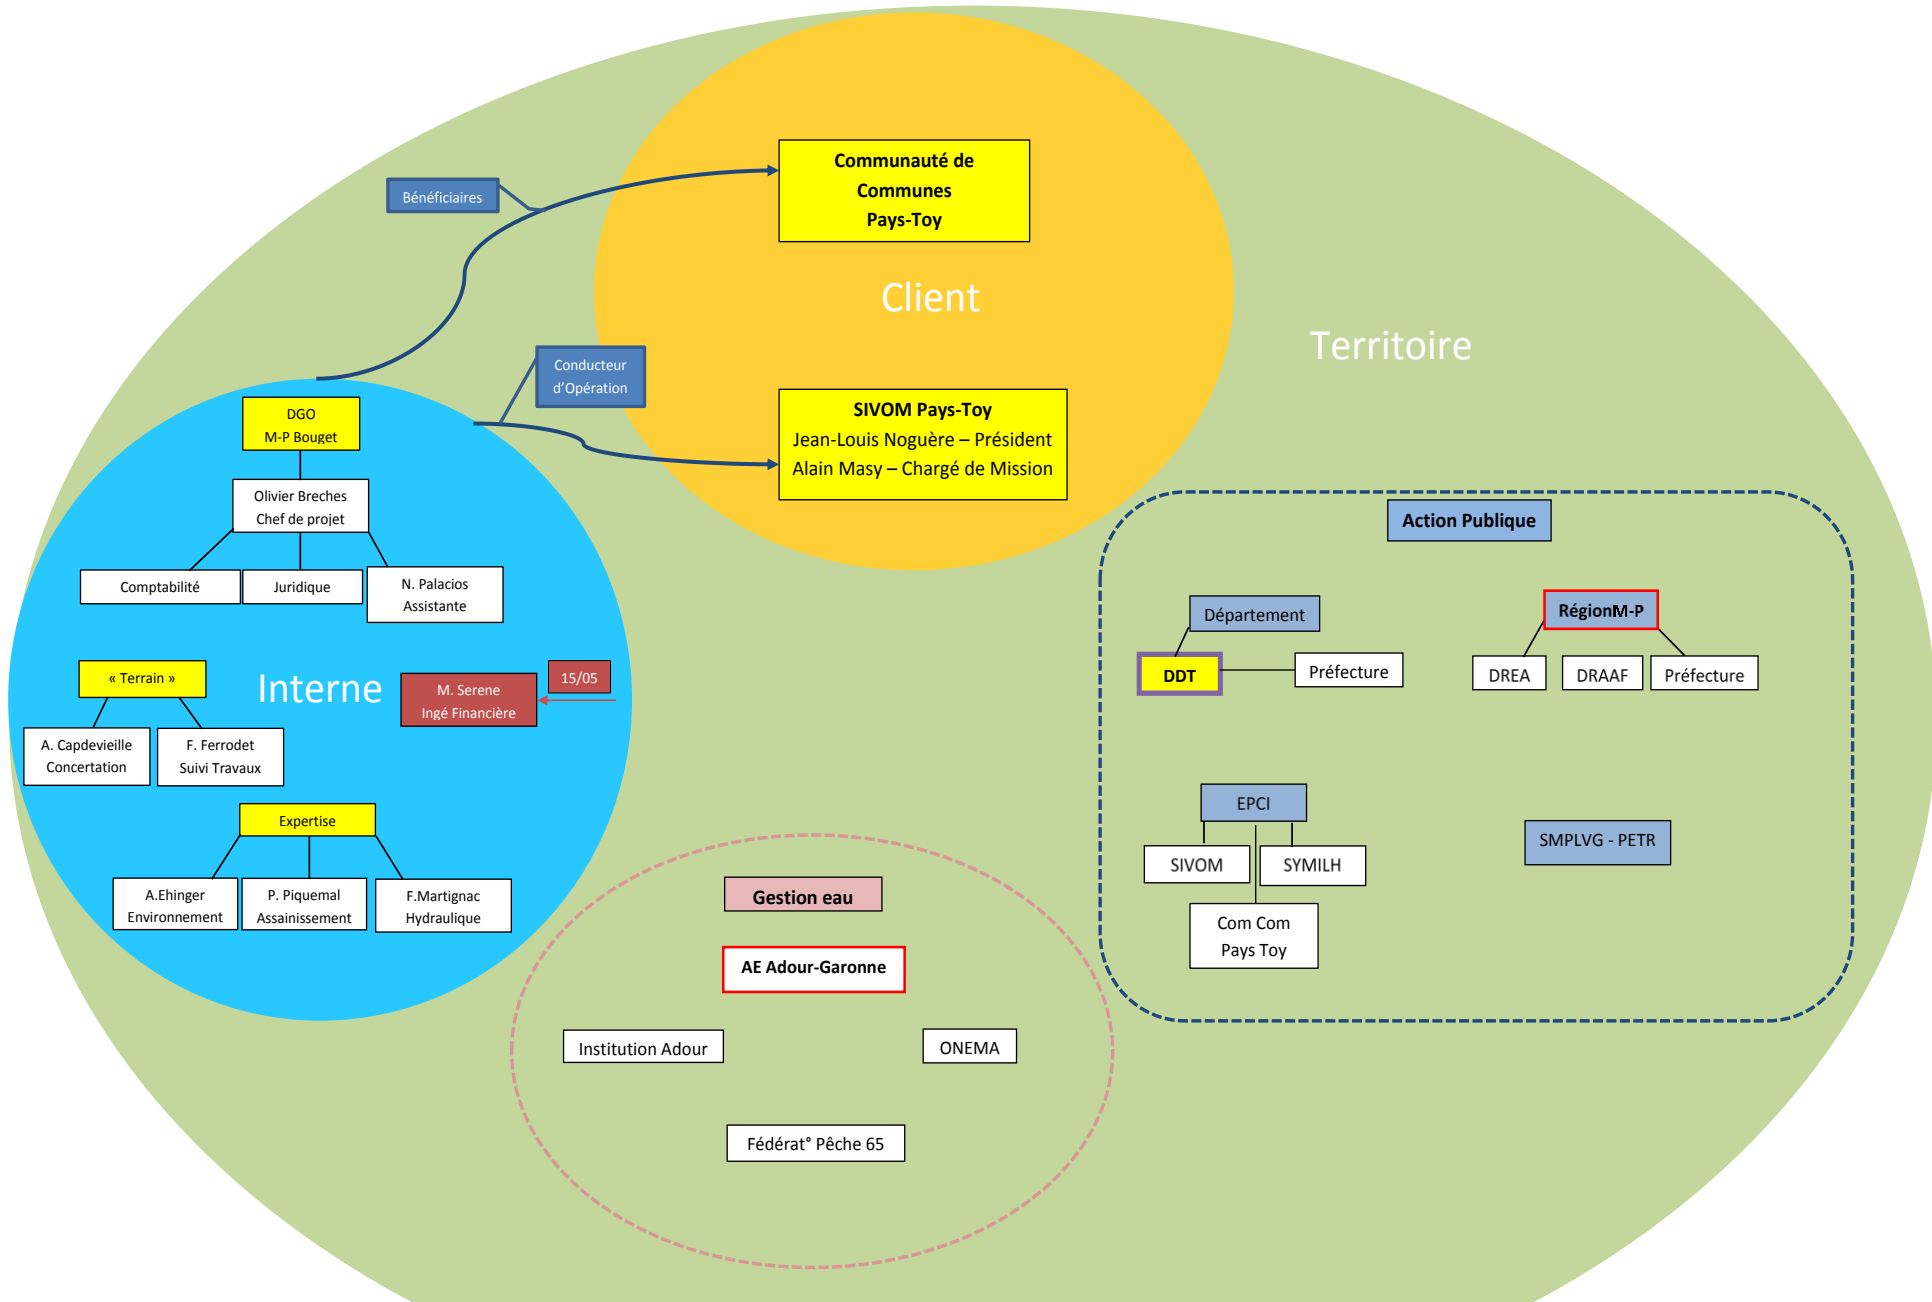 Communauté de
Communes
Pays-Toy
Bénéficiaires
Client
Territoire
Conducteur
d'Opération
SIVOM Pays-Toy
Jean-Louis Noguère – Président
Alain Masy – Chargé de Mission
DGO
M-P Bouget
Olivier Breches
Chef de projet
Comptabilité
Juridique
N. Palacios
Assistante
« Terrain »
Interne
M. Serene
Ingé Financière
15/05
A. Capdevieille
Concertation
F. Ferrodet
Suivi Travaux
Expertise
A.Ehinger
Environnement
P. Piquemal
Assainissement
F.Martignac
Hydraulique
Action Publique
Département
DDT
Préfecture
RégionM-P
DREA
DRAAF
Préfecture
EPCI
SIVOM
SYMILH
Com Com
Pays Toy
SMPLVG - PETR
Gestion eau
AE Adour-Garonne
Institution Adour
ONEMA
Fédérat° Pêche 65